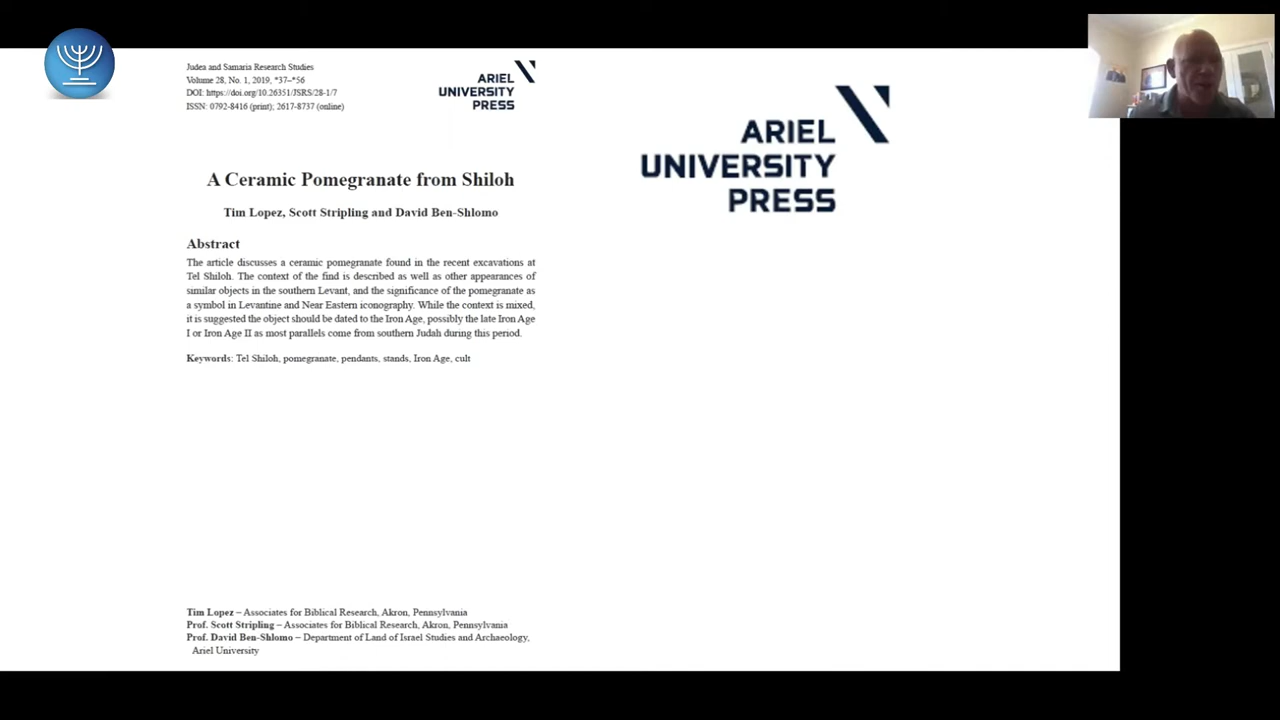 Judea and Samaria Research Studies
Volume 28, No. 1, 2019, *37–*56
DOI: https://doi.org/10.26351/JSRS/28-1/7
ISSN: 0792-8416 (print); 2617-8737 (online)
ARIEL
UNIVERSITY
PRESS
A Ceramic Pomegranate from Shiloh
Tim Lopez, Scott Stripling and David Ben-Shlomo
Abstract
The article discusses a ceramic pomegranate found in the recent excavations at
Tel Shiloh. The context of the find is described as well as other appearances of
similar objects in the southern Levant, and the significance of the pomegranate as
a symbol in Levantine and Near Eastern iconography. While the context is mixed,
it is suggested the object should be dated to the Iron Age, possibly the late Iron Age
I or Iron Age II as most parallels come from southern Judah during this period.
Keywords: Tel Shiloh, pomegranate, pendants, stands, Iron Age, cult
Tim Lopez – Associates for Biblical Research, Akron, Pennsylvania
Prof. Scott Stripling – Associates for Biblical Research, Akron, Pennsylvania
Prof. David Ben-Shlomo – Department of Land of Israel Studies and Archaeology,
Ariel University
ARIEL
UNIVERSITY
PRESS